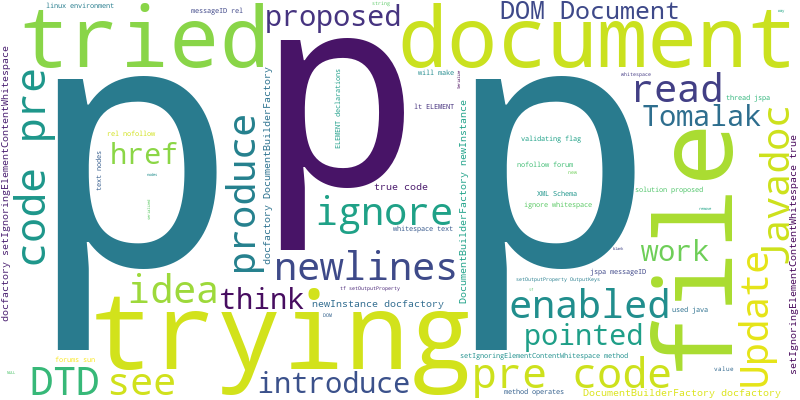 linux environment
messageID rel
string
obj
tried
proposed
DOM Document
document
p
p
p
will make
whitespace
read
thread jspa
code pre
docfactory setIgnoringElementContentWhitespace
docfactory DocumentBuilderFactory
ELEMENT declarations
lt ELEMENT
Tomalak
rel nofollow
href
text nodes
nodes
produce
validating flag
nofollow forum
new
true code
XML Schema
ignore whitespace
solution proposed
file
Javadoc
ignore
whitespace text
DocumentBuilderFactory newInstance
remove
work
newlines
jspa messageID
setOutputProperty OutputKeys
idea
think
tf setOutputProperty
newInstance docfactory
DOM
enabled
used java
Update
setIgnoringElementContentWhitespace true
trying
pointed
forums sun
setIgnoringElementContentWhitespace method
value
DTD
see
introduce
pre code
method operates
DocumentBuilderFactory docfactory